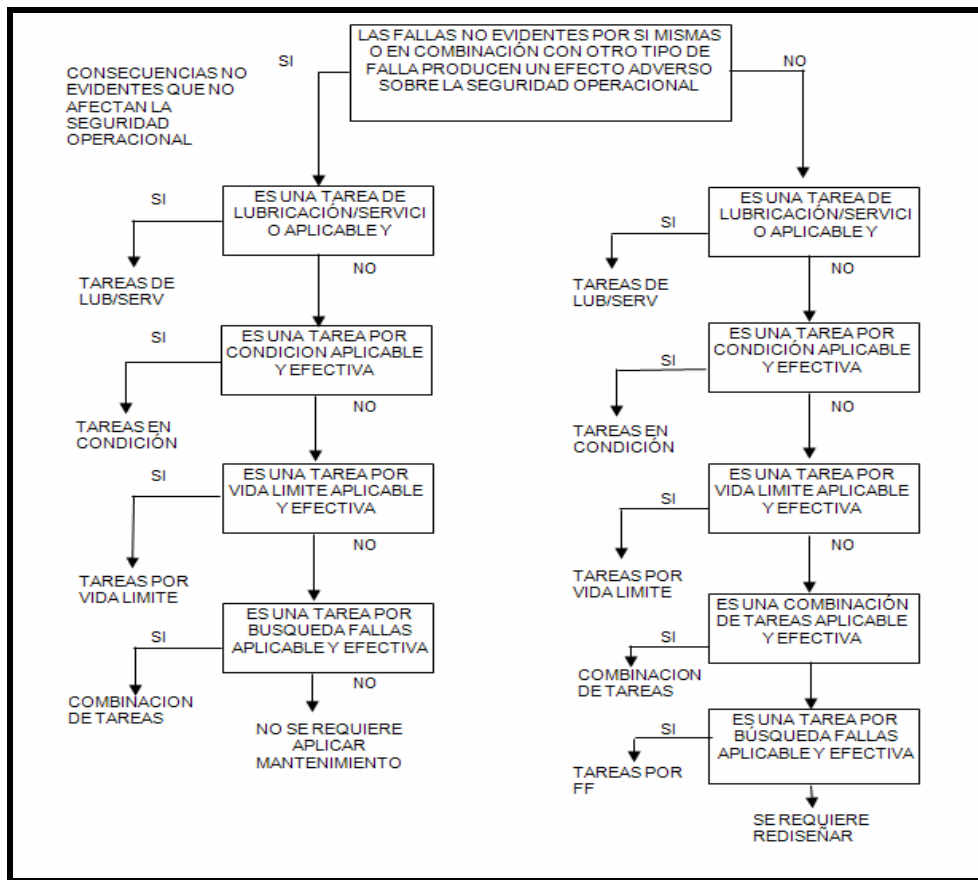 LAS FALLAS NO EVIDENTES POR SI MISMAS
O EN COMBINACIÓN CON OTRO TIPO DE
FALLA PRODUCEN UN EFECTO ADVERSO
SOBRE LA SEGURIDAD OPERACIONAL
SI
NO
CONSECUENCIAS NO
EVIDENTES QUE NO
AFECTAN LA
SEGURIDAD
OPERACIONAL
SI
ES UNA TAREA DE
LUBRICACIÓN/SERVICI
O APLICABLE Y
NO
TAREAS DE
LUB/SERV
SI
ES UNA TAREA POR
CONDICION APLICABLE
Y EFECTIVA
NO
TAREAS EN
CONDICIÓN
SI
ES UNA TAREA POR
VIDA LIMITE APLICABLE
Y EFECTIVA
NO
TAREAS POR
VIDA LIMITE
SI
ES UNA TAREA POR
BUSQUEDA FALLAS
APLICABLE Y EFECTIVA
NO
COMBINACION
DE TAREAS
NO SE REQUIERE
APLICAR
MANTENIMIENTO
SI
ES UNA TAREA DE
LUBRICACIÓN/SERVICI
O APLICABLE Y
NO
TAREAS DE
LUB/SERV
SI
ES UNA TAREA POR
CONDICIÓN APLICABLE
Y EFECTIVA
NO
TAREAS EN
CONDICIÓN
SI
ES UNA TAREA POR
VIDA LIMITE APLICABLE
Y EFECTIVA
NO
TAREAS POR
VIDA LIMITE
SI
ES UNA COMBINACIÓN
DE TAREAS APLICABLE
Y EFECTIVA
COMBINACION
DE TAREAS
SI
ES UNA TAREA POR
BÚSQUEDA FALLAS
APLICABLE Y EFECTIVA
TAREAS POR
FF
SE REQUIERE
REDISEÑAR